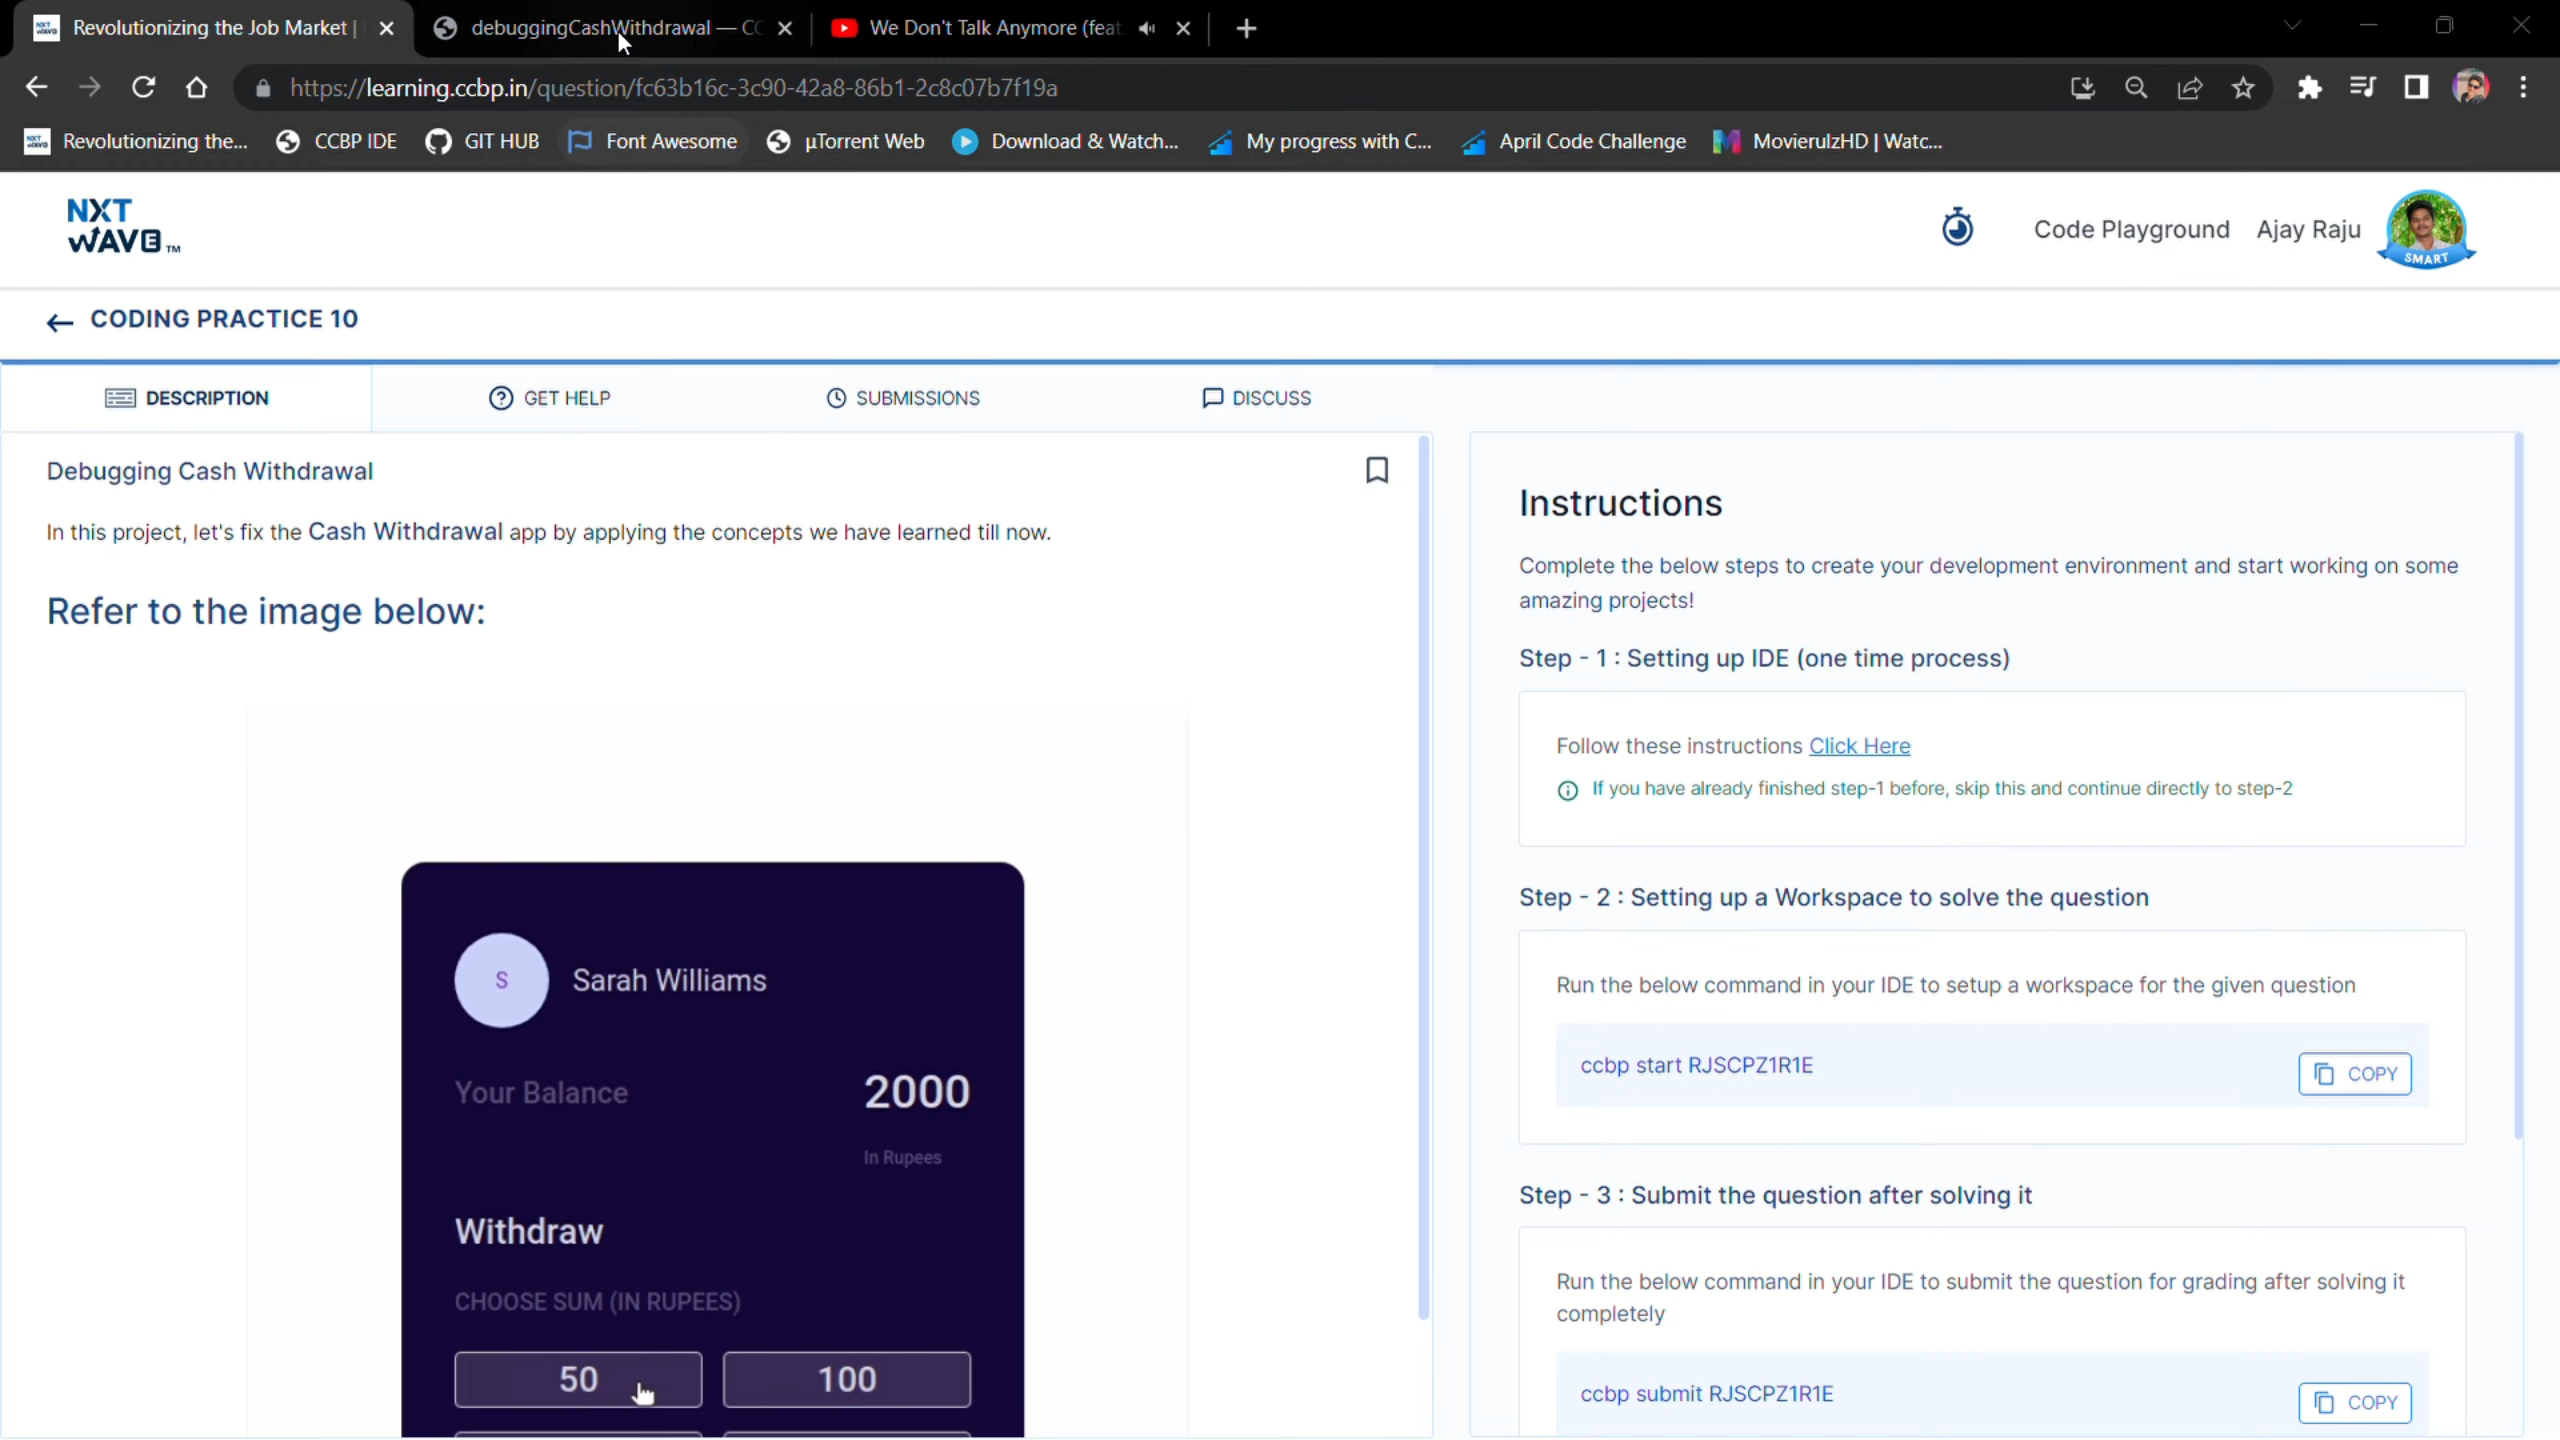 Revolutionizing the Job Market |
debuggingCashWithdrawal — CC
We Don't Talk Anymore (feat.
https://learning.ccbp.in/question/fc63b16c-3c90-42a8-86b1-2c8c07b7f19a
Revolutionizing the...
CCBP IDE
GIT HUB
Font Awesome
µTorrent Web
Download & Watch...
My progress with C...
April Code Challenge
MovierulzHD | Watc...
NXT
WAVE TM
Code Playground
Ajay Raju
SMART
CODING PRACTICE 10
DESCRIPTION
GET HELP
SUBMISSIONS
DISCUSS
Debugging Cash Withdrawal
In this project, let's fix the Cash Withdrawal app by applying the concepts we have learned till now.
Refer to the image below:
S
Sarah Williams
Your Balance
2000
In Rupees
Withdraw
CHOOSE SUM (IN RUPEES)
50
100
Instructions
Complete the below steps to create your development environment and start working on some
amazing projects!
Step - 1 : Setting up IDE (one time process)
Follow these instructions Click Here
If you have already finished step-1 before, skip this and continue directly to step-2
Step - 2 : Setting up a Workspace to solve the question
Run the below command in your IDE to setup a workspace for the given question
ccbp start RJSCPZ1R1E
COPY
Step - 3 : Submit the question after solving it
Run the below command in your IDE to submit the question for grading after solving it
completely
ccbp submit RJSCPZ1R1E
COPY